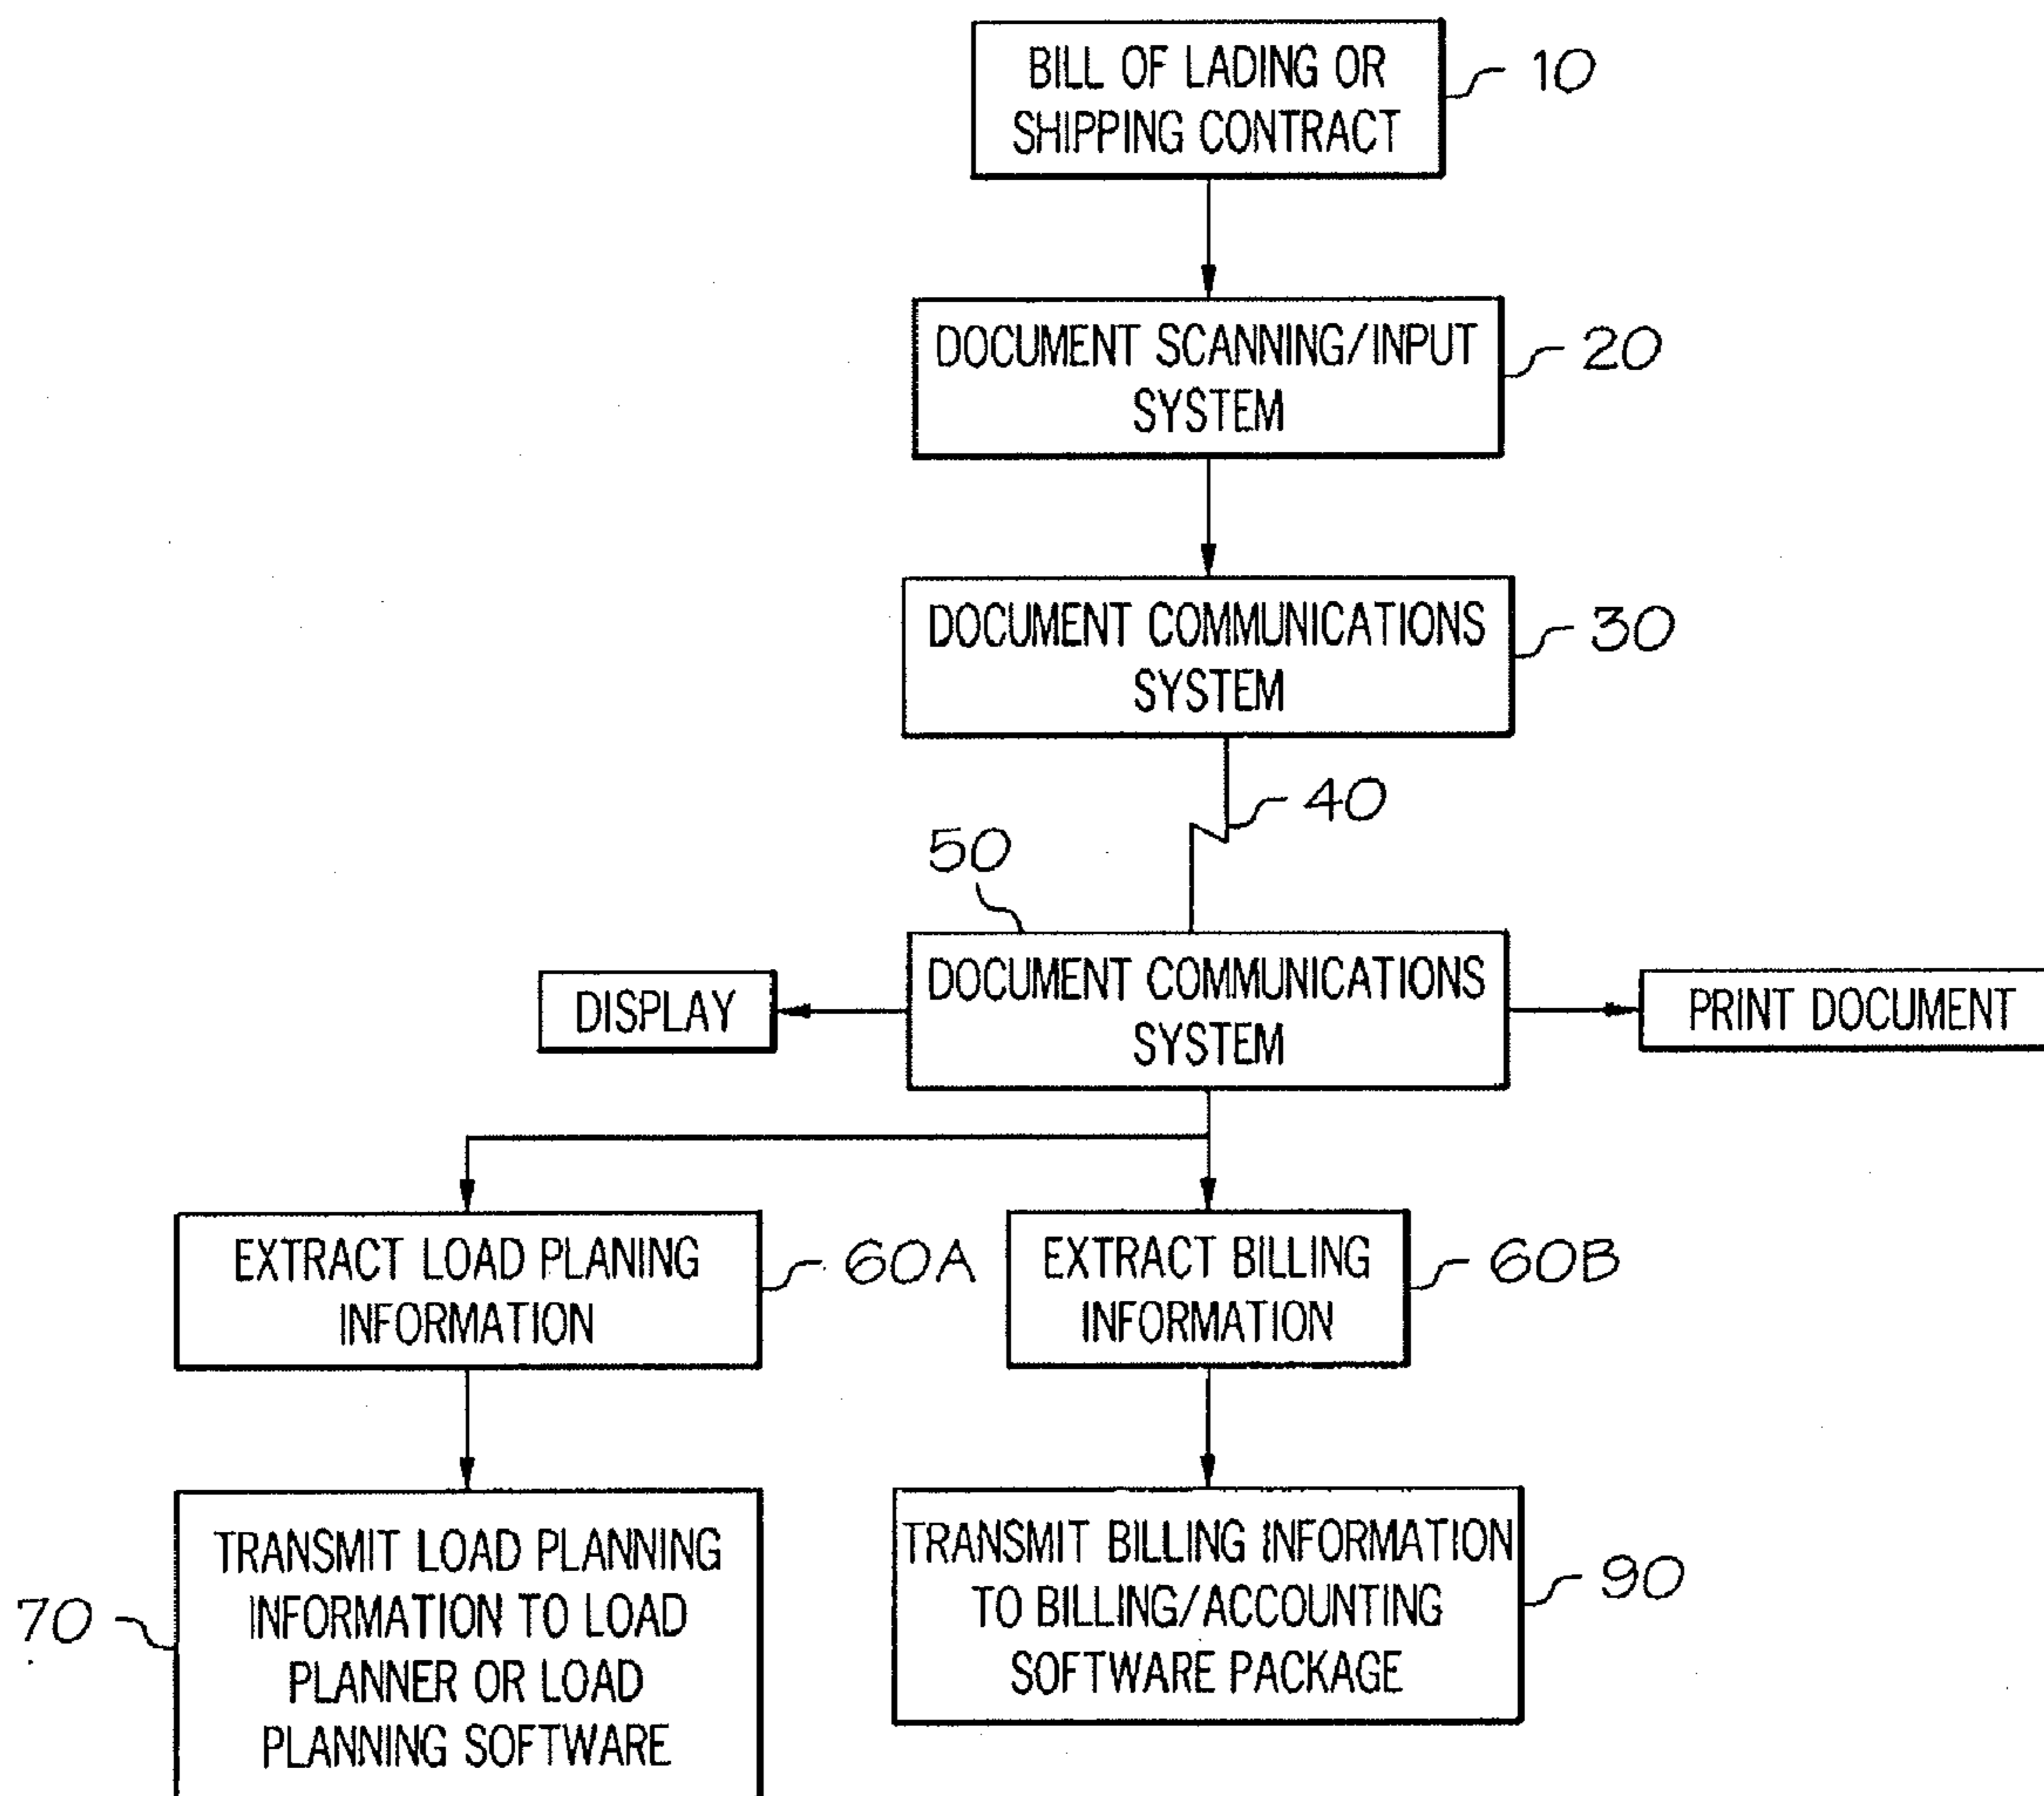 BILL OF LADING OR
SHIPPING CONTRACT
10
DOCUMENT SCANNING/INPUT
SYSTEM
20
DOCUMENT COMMUNICATIONS
SYSTEM
30
40
50
DOCUMENT COMMUNICATIONS
SYSTEM
DISPLAY
PRINT DOCUMENT
EXTRACT LOAD PLANING
INFORMATION
60A
EXTRACT BILLING
INFORMATION
60B
TRANSMIT LOAD PLANNING
INFORMATION TO LOAD
PLANNER OR LOAD
PLANNING SOFTWARE
70
TRANSMIT BILLING INFORMATION
TO BILLING/ACCOUNTING
SOFTWARE PACKAGE
90